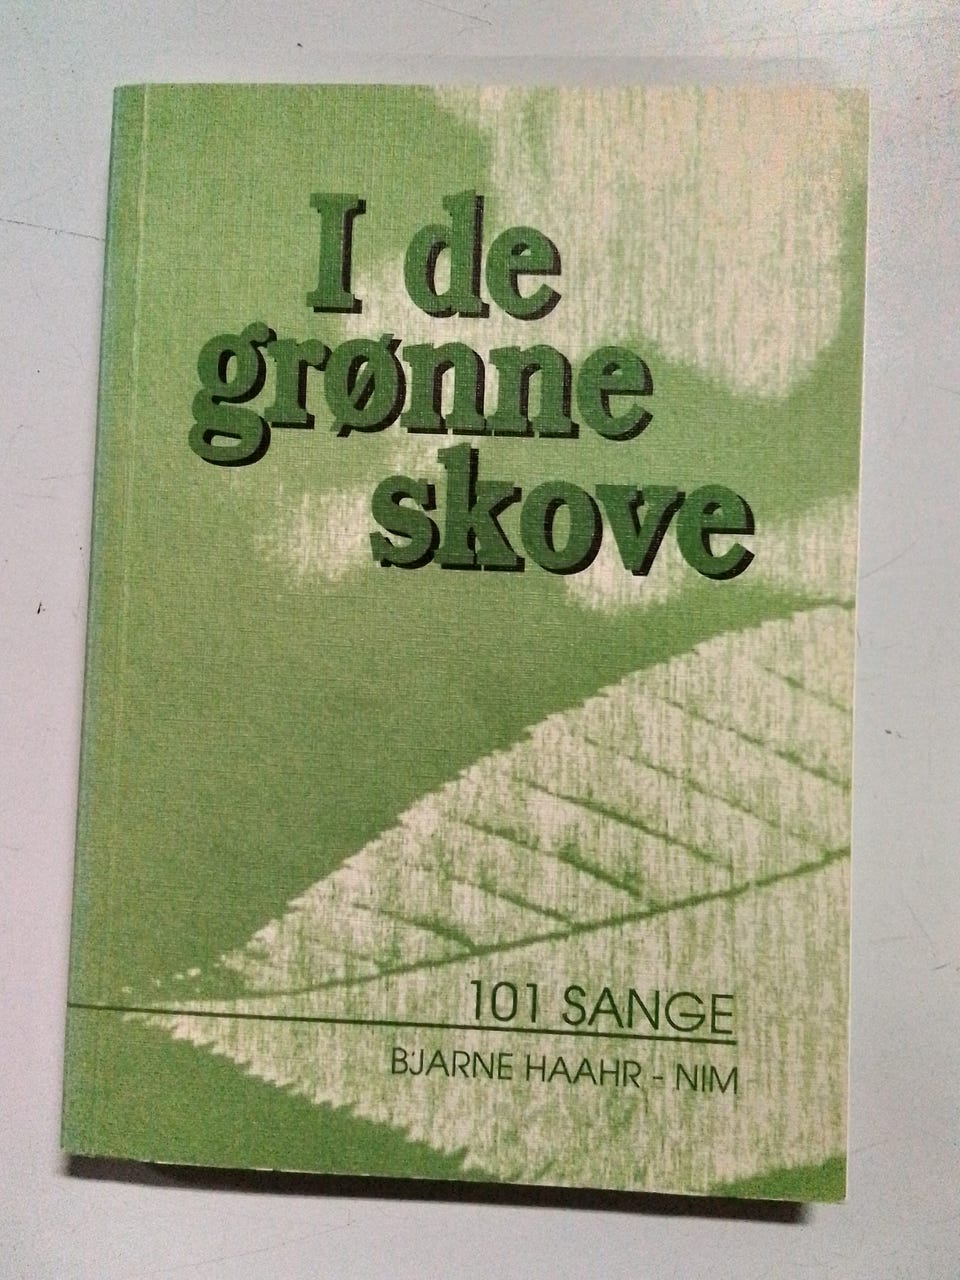 I de
grønne
skove
101 SANGE
BJARNE HAAHR - NIM